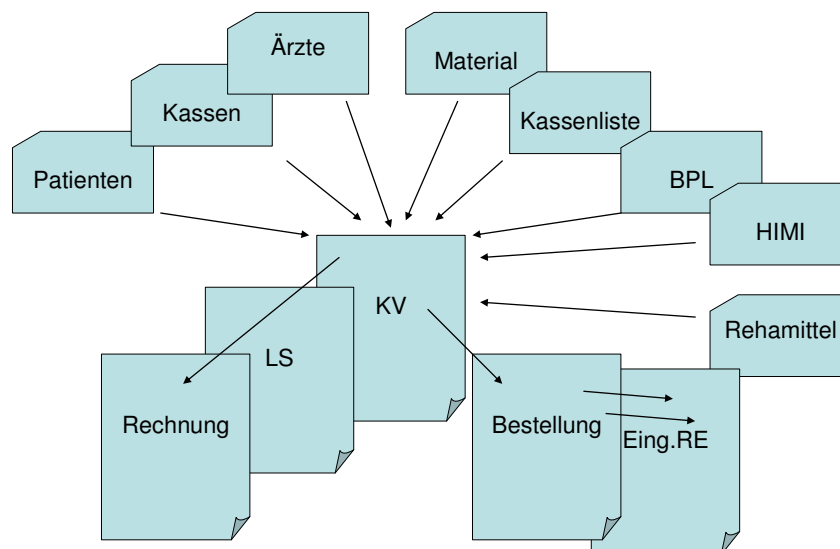 Ärzte
Material
Kassen
Kassenliste
Patienten
BPL
HIMI
KV
Rehamittel
LS
Rechnung
Bestellung
Eing.RE